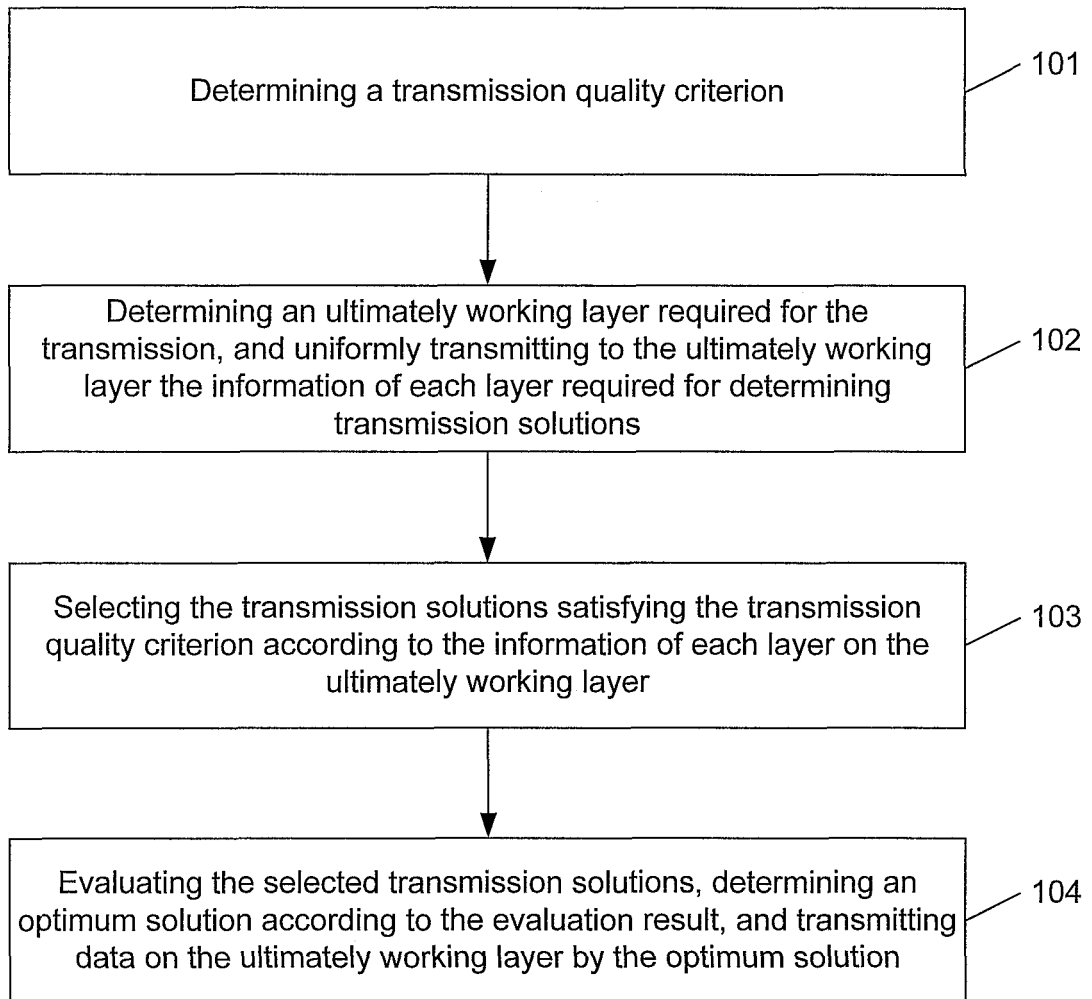 Determining a transmission quality criterion
101
Determining an ultimately working layer required for the
transmission, and uniformly transmitting to the ultimately working
layer the information of each layer required for determining
transmission solutions
102
Selecting the transmission solutions satisfying the transmission
quality criterion according to the information of each layer on the
ultimately working layer
103
Evaluating the selected transmission solutions, determining an
optimum solution according to the evaluation result, and transmitting
data on the ultimately working layer by the optimum solution
104